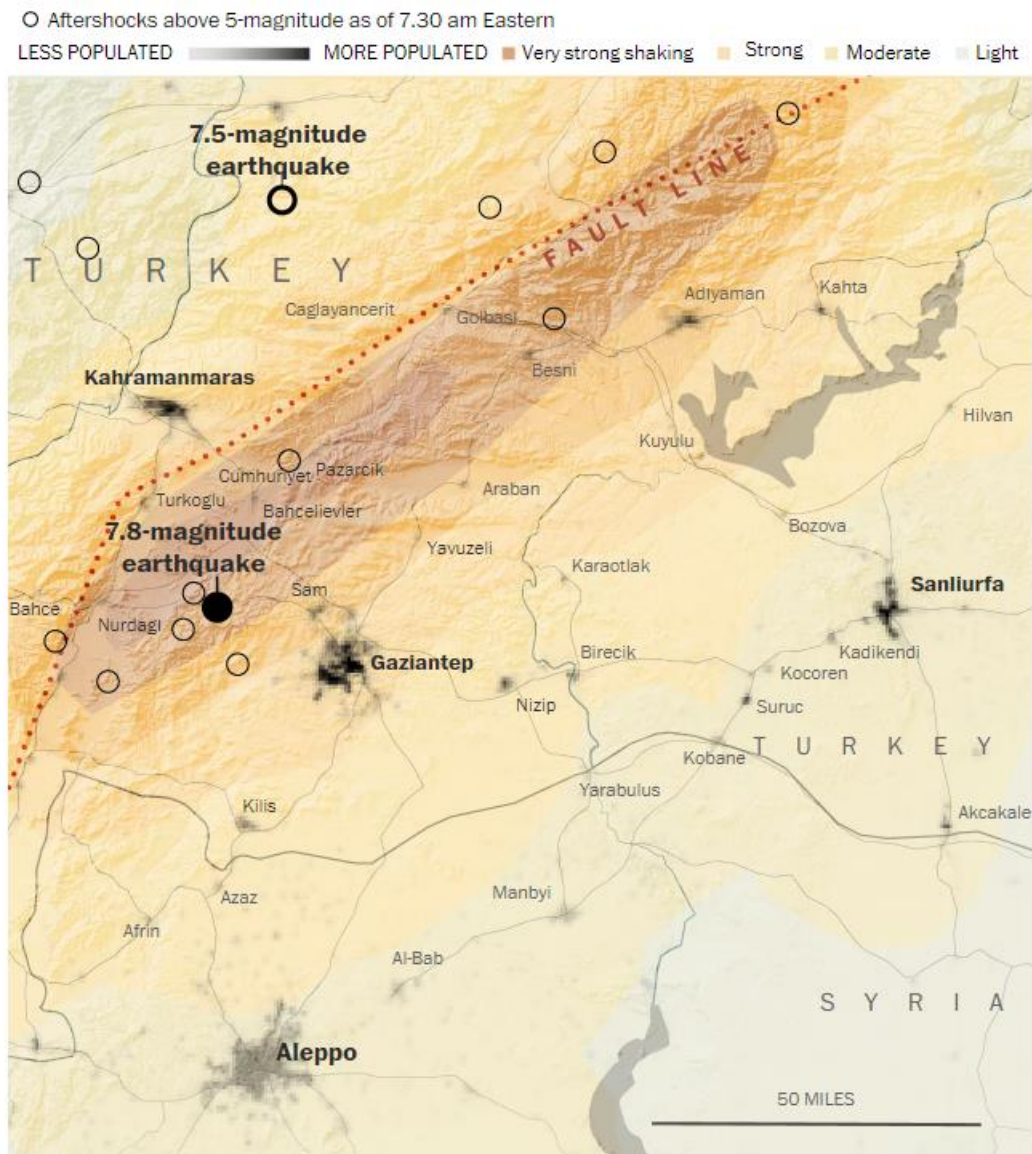 Aftershocks above 5-magnitude as of 7.30 am Eastern
LESS POPULATED MORE POPULATED Very strong shaking Strong Moderate Light
7.5-magnitude
earthquake
FAULT LINE
TURKEY
Caglayancerit
Golbasi
Adiyaman
Kahta
Besni
Kahramanmaras
Hilvan
Kuyulu
Cumhuriyet
Pazarcik
Araban
Turkoglu
Bahcelievler
Bozova
7.8-magnitude
earthquake
Yavuzeli
Karaotlak
Sam
Sanliurfa
Bahce
Nurdagi
Gaziantep
Birecik
Kadikendi
Kocoren
Nizip
Suruc
TURKEY
Kobane
Yarabulus
Kilis
Akcakale
Azaz
Manbyi
Afrin
Al-Bab
SYRIA
Aleppo
50 MILES